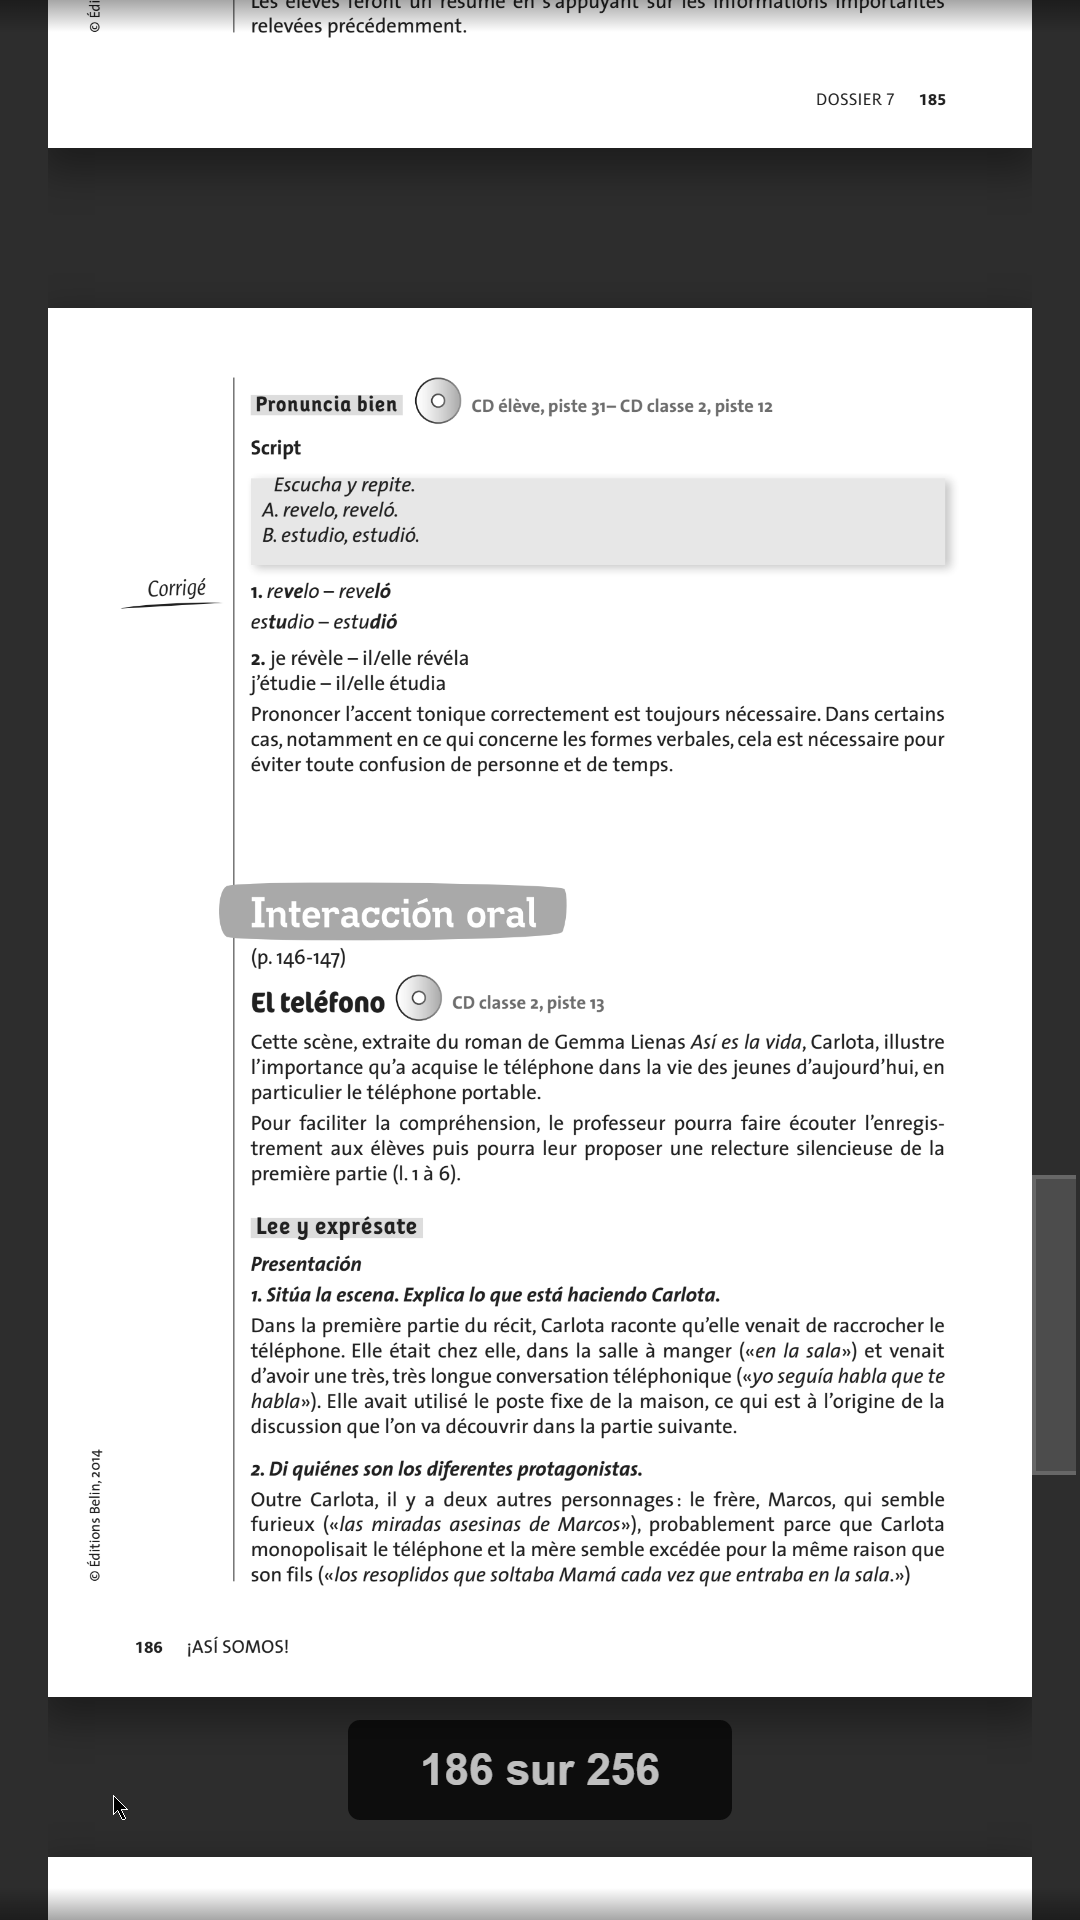 Les élèves feront un résumé en s'appuyant sur les informations importantes
relevées précédemment.
DOSSIER 7 185
Pronuncia bien CD élève, piste 31– CD classe 2, piste 12
Script
Escucha y repite.
A. revelo, reveló.
B. estudio, estudió.
Corrigé
1. revelo – reveló
estudio – estudió
2. je révèle – il/elle révéla
j'étudie – il/elle étudia
Prononcer l'accent tonique correctement est toujours nécessaire. Dans certains
cas, notamment en ce qui concerne les formes verbales, cela est nécessaire pour
éviter toute confusion de personne et de temps.
Interacción oral
(p. 146-147)
El teléfono CD classe 2, piste 13
Cette scène, extraite du roman de Gemma Lienas Así es la vida, Carlota, illustre
l'importance qu'a acquise le téléphone dans la vie des jeunes d'aujourd'hui, en
particulier le téléphone portable.
Pour faciliter la compréhension, le professeur pourra faire écouter l'enregis-
trement aux élèves puis pourra leur proposer une relecture silencieuse de la
première partie (l. 1 à 6).
Lee y exprésate
Presentación
1. Sitúa la escena. Explica lo que está haciendo Carlota.
Dans la première partie du récit, Carlota raconte qu'elle venait de raccrocher le
téléphone. Elle était chez elle, dans la salle à manger («en la sala») et venait
d'avoir une très, très longue conversation téléphonique («yo seguía habla que te
habla»). Elle avait utilisé le poste fixe de la maison, ce qui est à l'origine de la
discussion que l'on va découvrir dans la partie suivante.
2. Di quiénes son los diferentes protagonistas.
Outre Carlota, il y a deux autres personnages : le frère, Marcos, qui semble
furieux («las miradas asesinas de Marcos»), probablement parce que Carlota
monopolisait le téléphone et la mère semble excédée pour la même raison que
son fils («los resoplidos que soltaba Mamá cada vez que entraba en la sala.»)
© Éditions Belin, 2014
186 ¡ASÍ SOMOS!
186 sur 256